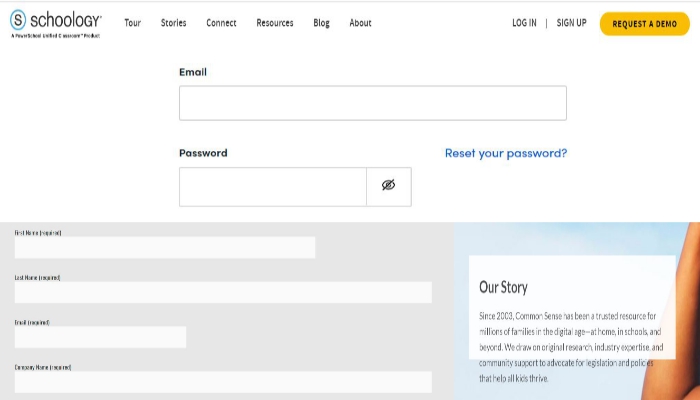 schoology
A PowerSchool Unified Classroom™ Product
Tour
Stories
Connect
Resources
Blog
About
LOG IN | SIGN UP
REQUEST A DEMO
Email
Password
Reset your password?
First Name (required)
Last Name (required)
Email (required)
Company Name (required)
Our Story
Since 2003, Common Sense has been a trusted resource for
millions of families in the digital age—at home, in schools, and
beyond. We draw on original research, industry expertise, and
community support to advocate for legislation and policies
that help all kids thrive.